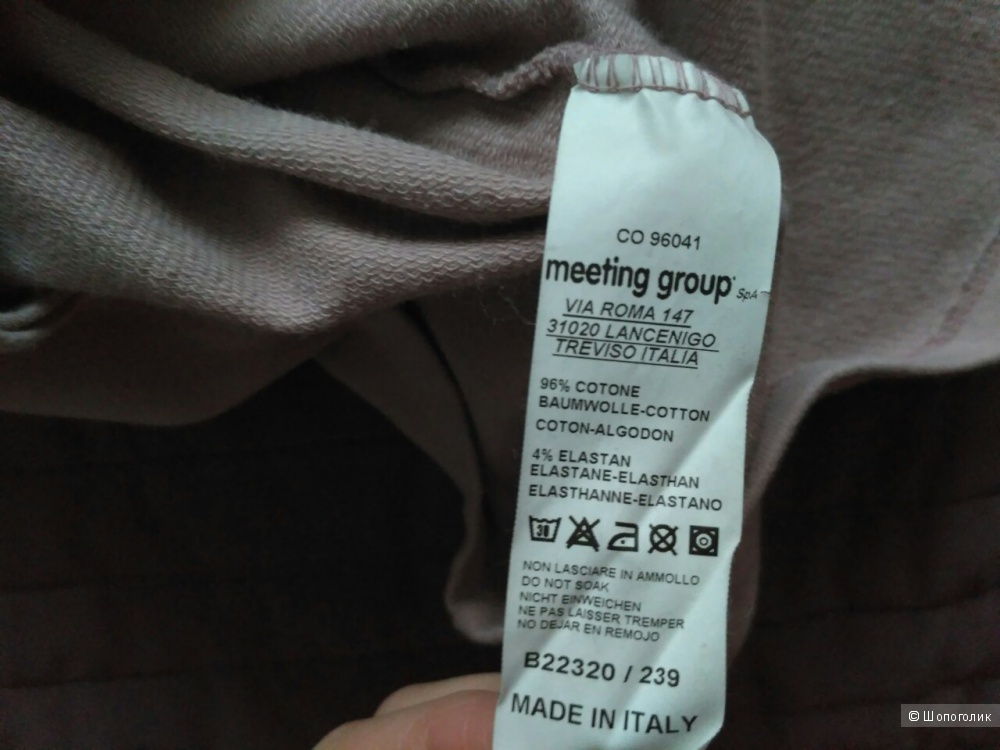 CO 96041
meeting group SpA
VIA ROMA 147
31020 LANCENIGO
TREVISO ITALIA
96% COTONE
BAUMWOLLE-COTTON
COTON-ALGODON
4% ELASTAN
ELASTANE-ELASTHAN
ELASTHANNE-ELASTANO
30
NON LASCIARE IN AMMOLLO
DO NOT SOAK
NICHT EINWEICHEN
NE PAS LAISSER TREMPER
NO DEJAR EN REMOJO
B22320 / 239
MADE IN ITALY
© Шопоголик